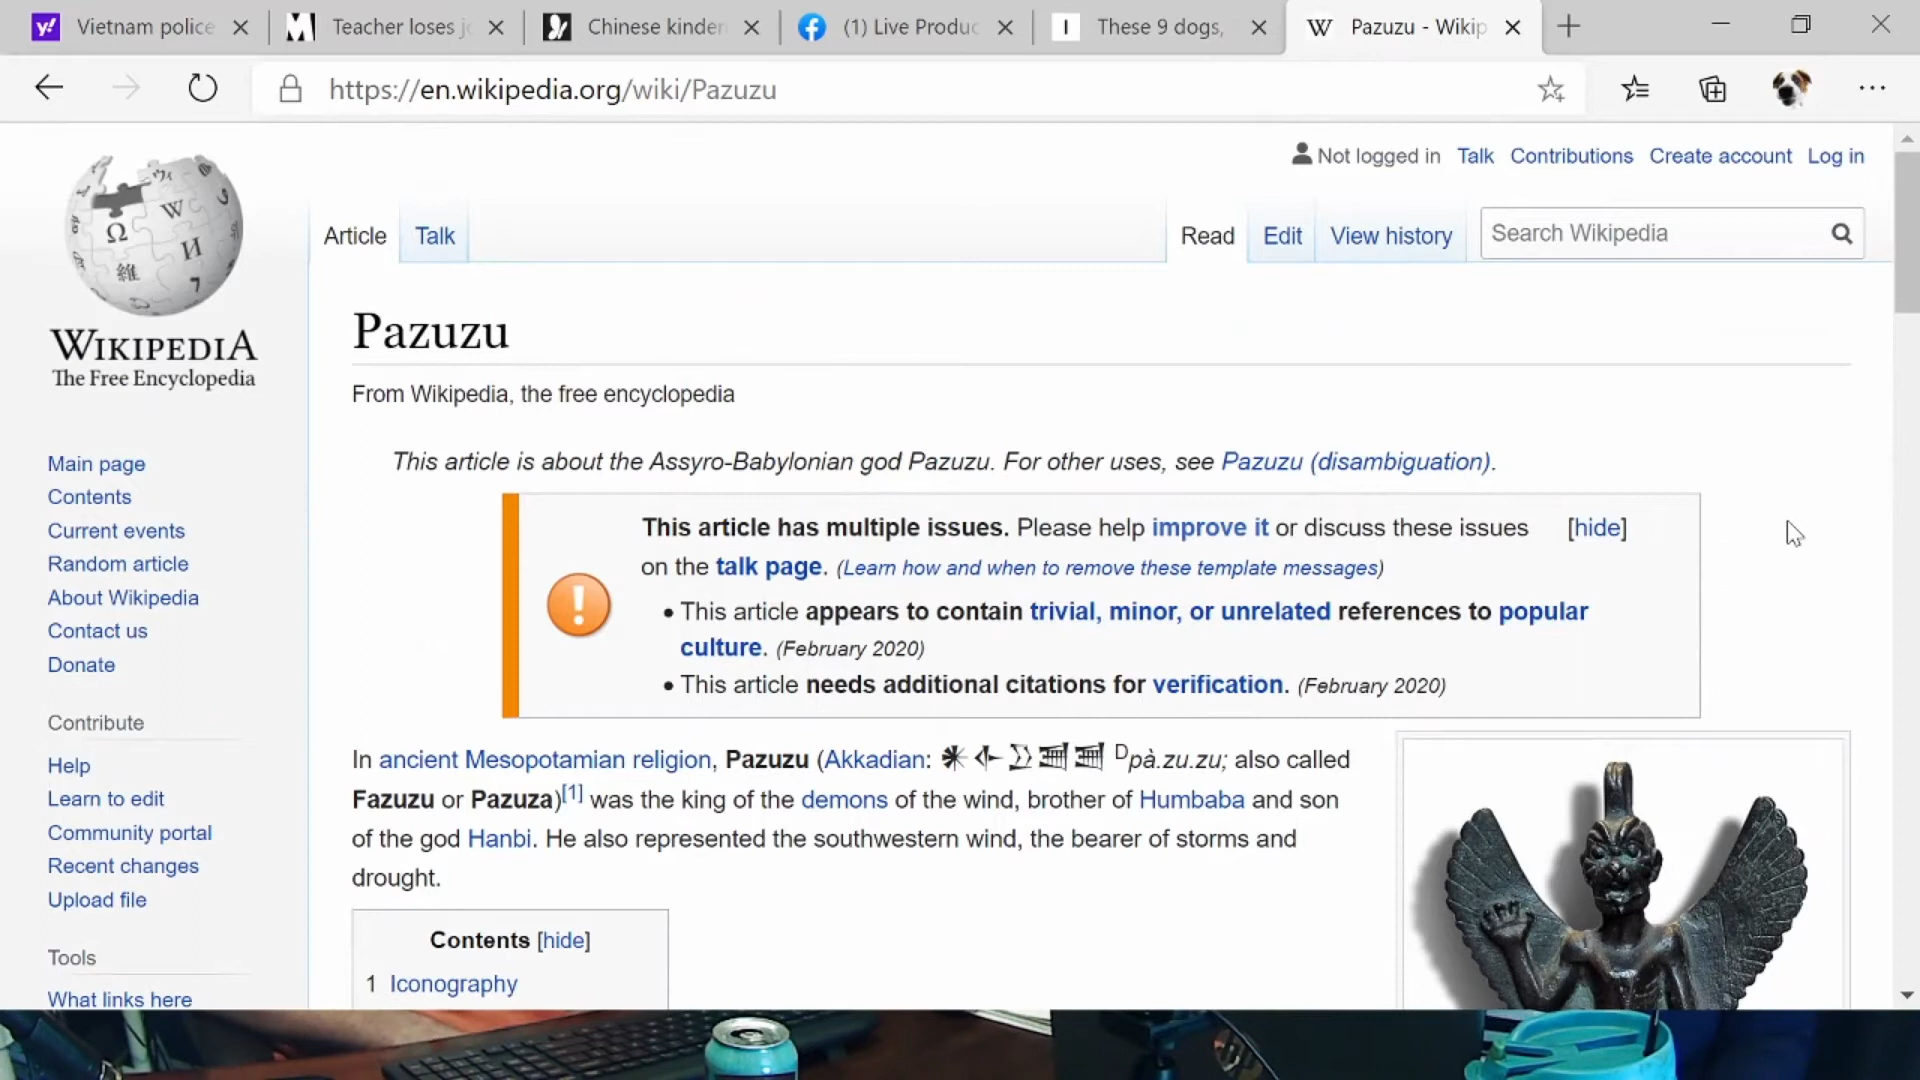 Vietnam police
Teacher loses j
Chinese kinder
(1) Live Produc
These 9 dogs,
Pazuzu - Wikip
https://en.wikipedia.org/wiki/Pazuzu
Not logged in Talk Contributions Create account Log in
Article Talk Read Edit View history Search Wikipedia
WIKIPEDIA
The Free Encyclopedia
Main page
Contents
Current events
Random article
About Wikipedia
Contact us
Donate
Contribute
Help
Learn to edit
Community portal
Recent changes
Upload file
Tools
What links here
Pazuzu
From Wikipedia, the free encyclopedia
This article is about the Assyro-Babylonian god Pazuzu. For other uses, see Pazuzu (disambiguation).
This article has multiple issues. Please help improve it or discuss these issues [hide]
on the talk page. (Learn how and when to remove these template messages)
• This article appears to contain trivial, minor, or unrelated references to popular
culture. (February 2020)
• This article needs additional citations for verification. (February 2020)
In ancient Mesopotamian religion, Pazuzu (Akkadian: Dpà.zu.zu; also called
Fazuzu or Pazuza)[1] was the king of the demons of the wind, brother of Humbaba and son
of the god Hanbi. He also represented the southwestern wind, the bearer of storms and
drought.
Contents [hide]
1 Iconography